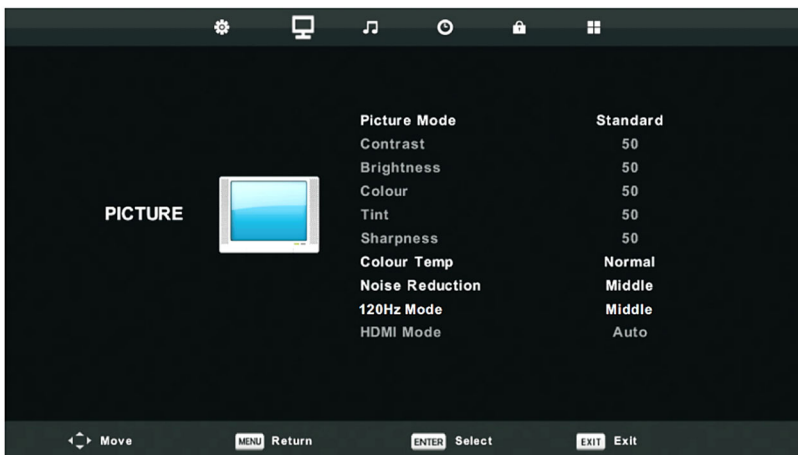 PICTURE
Picture Mode Standard
Contrast 50
Brightness 50
Colour 50
Tint 50
Sharpness 50
Colour Temp Normal
Noise Reduction Middle
120Hz Mode Middle
HDMI Mode Auto
Move MENU Return ENTER Select EXIT Exit